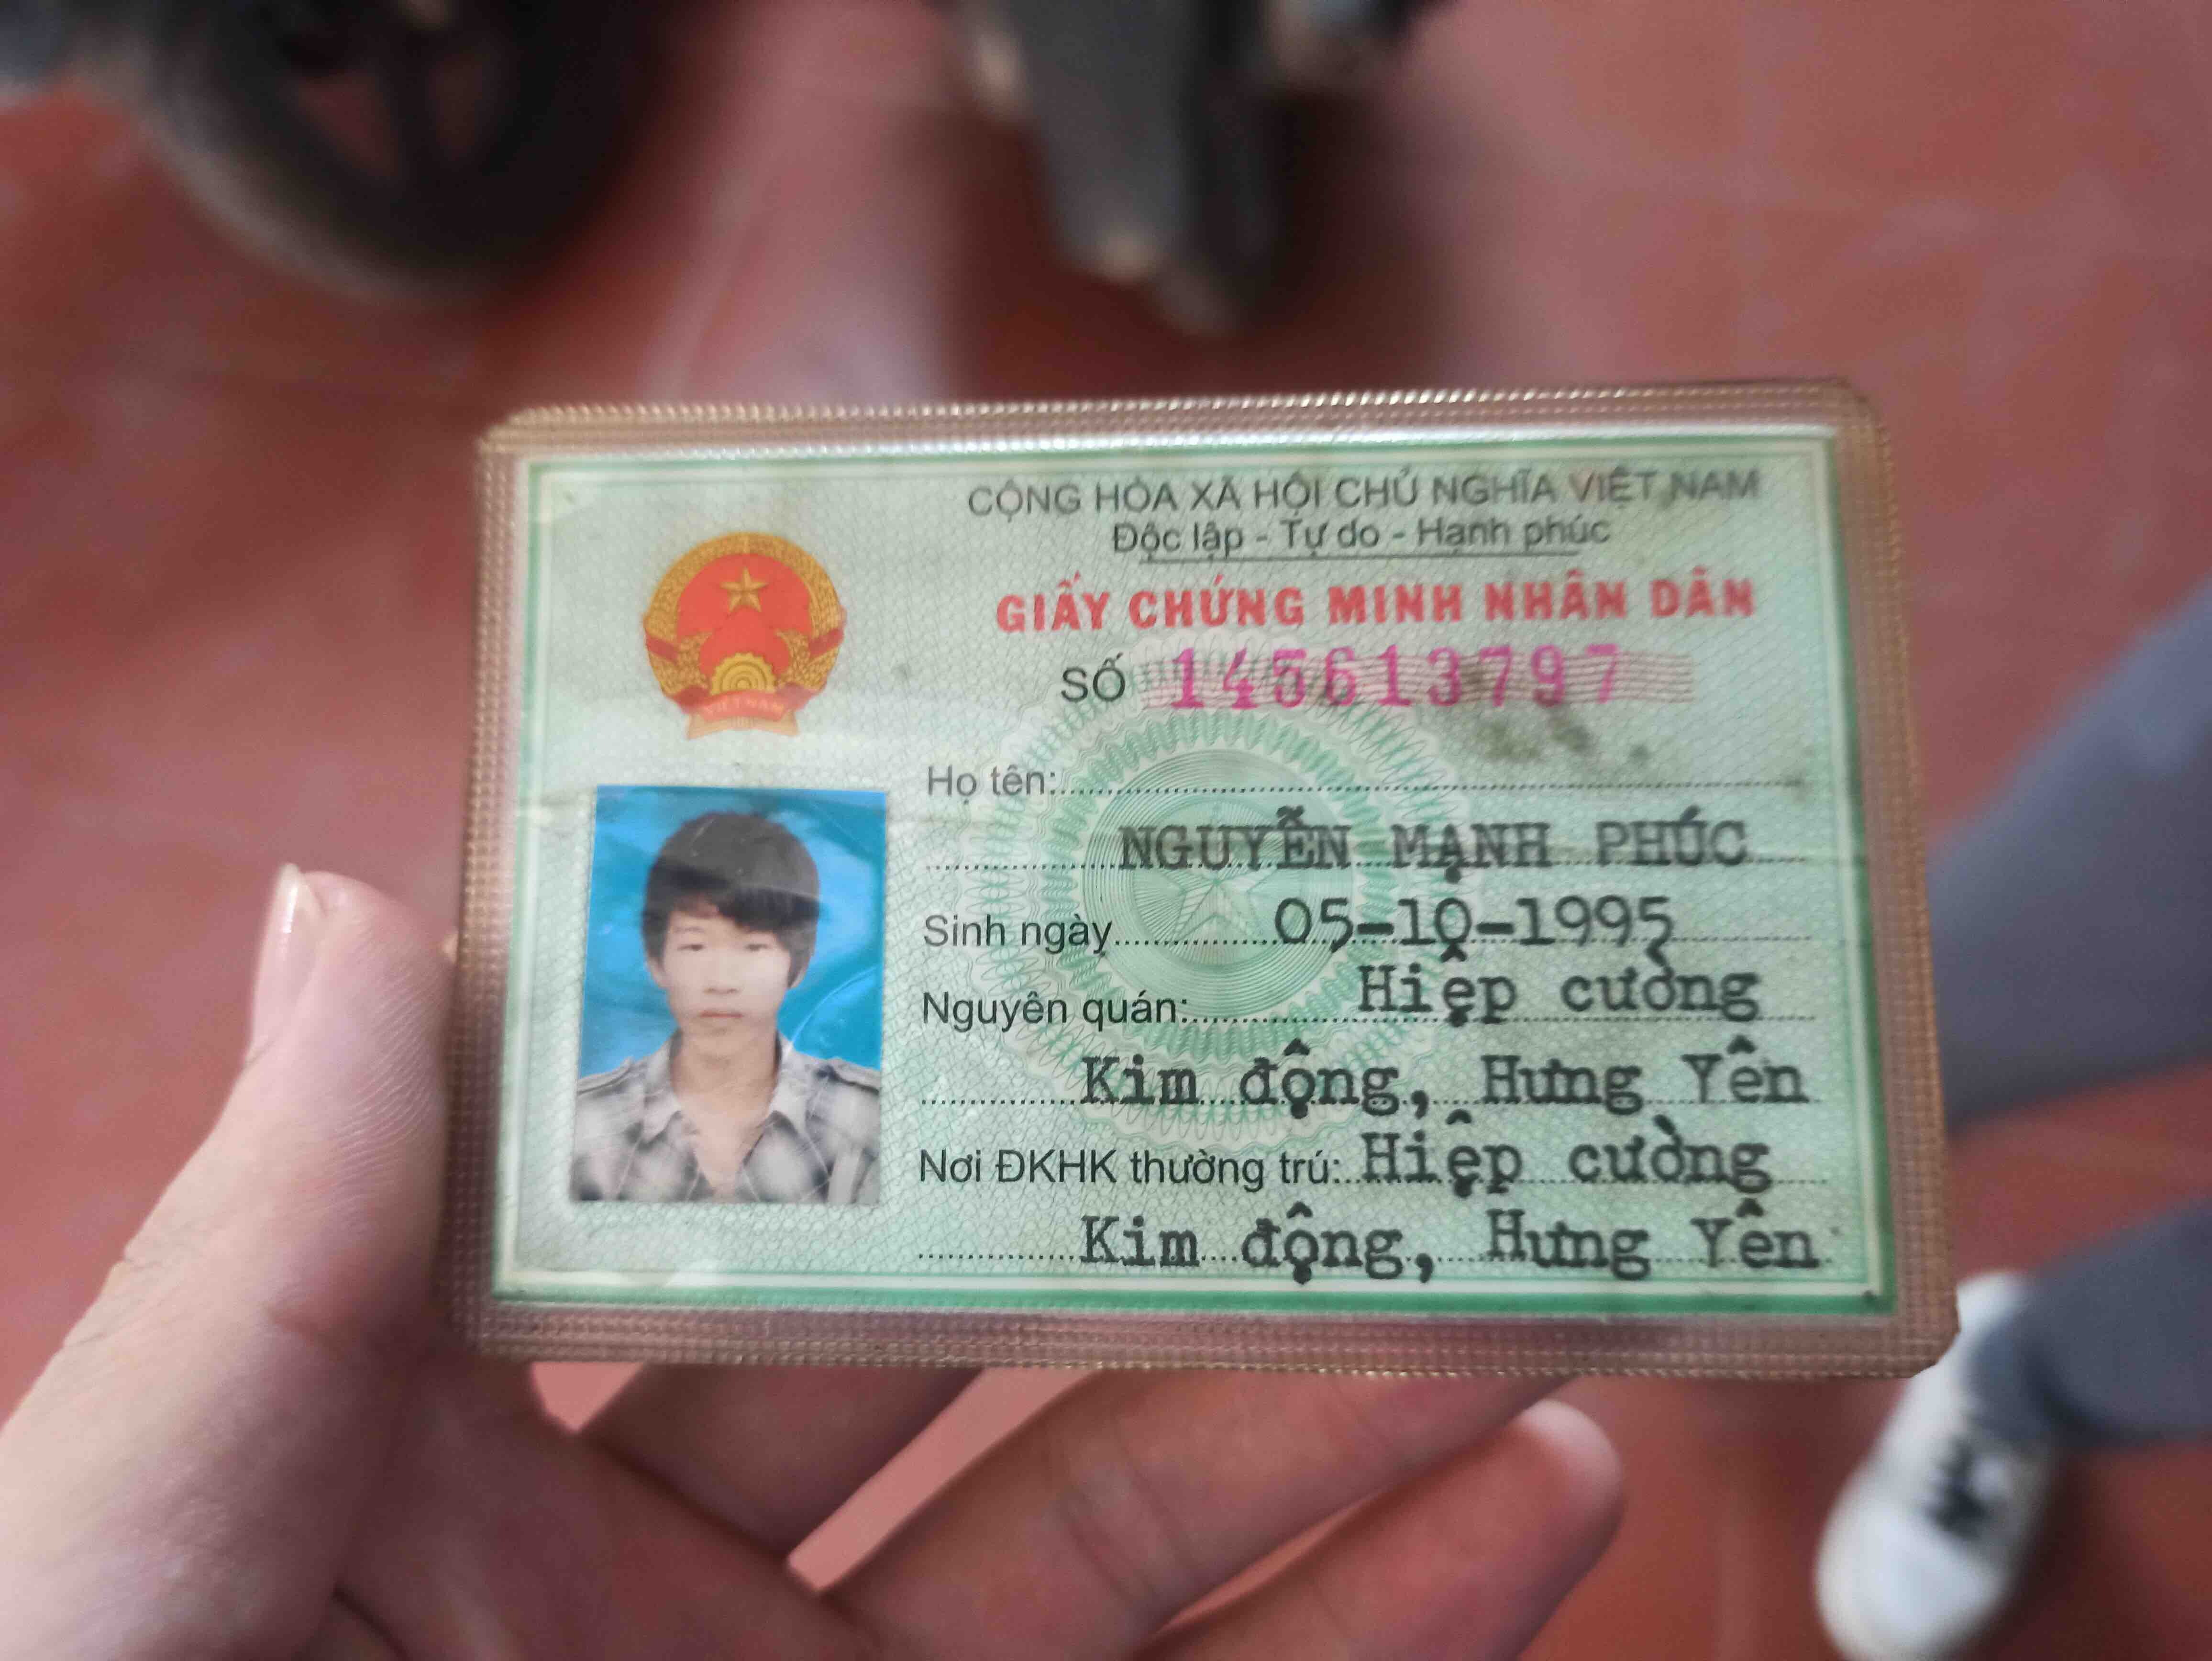 CỘNG HÒA XÃ HỘI CHỦ NGHĨA VIỆT NAM
Độc lập - Tự do - Hạnh phúc
GIẤY CHỨNG MINH NHÂN DÂN
SỐ 145613797
VIỆT NAM
Họ tên:
NGUYỄN MẠNH PHÚC
Sinh ngày 05-10-1995
Nguyên quán: Hiệp cường
Kim động, Hưng Yên
Nơi ĐKHK thường trú: Hiệp cường
Kim động, Hưng Yên